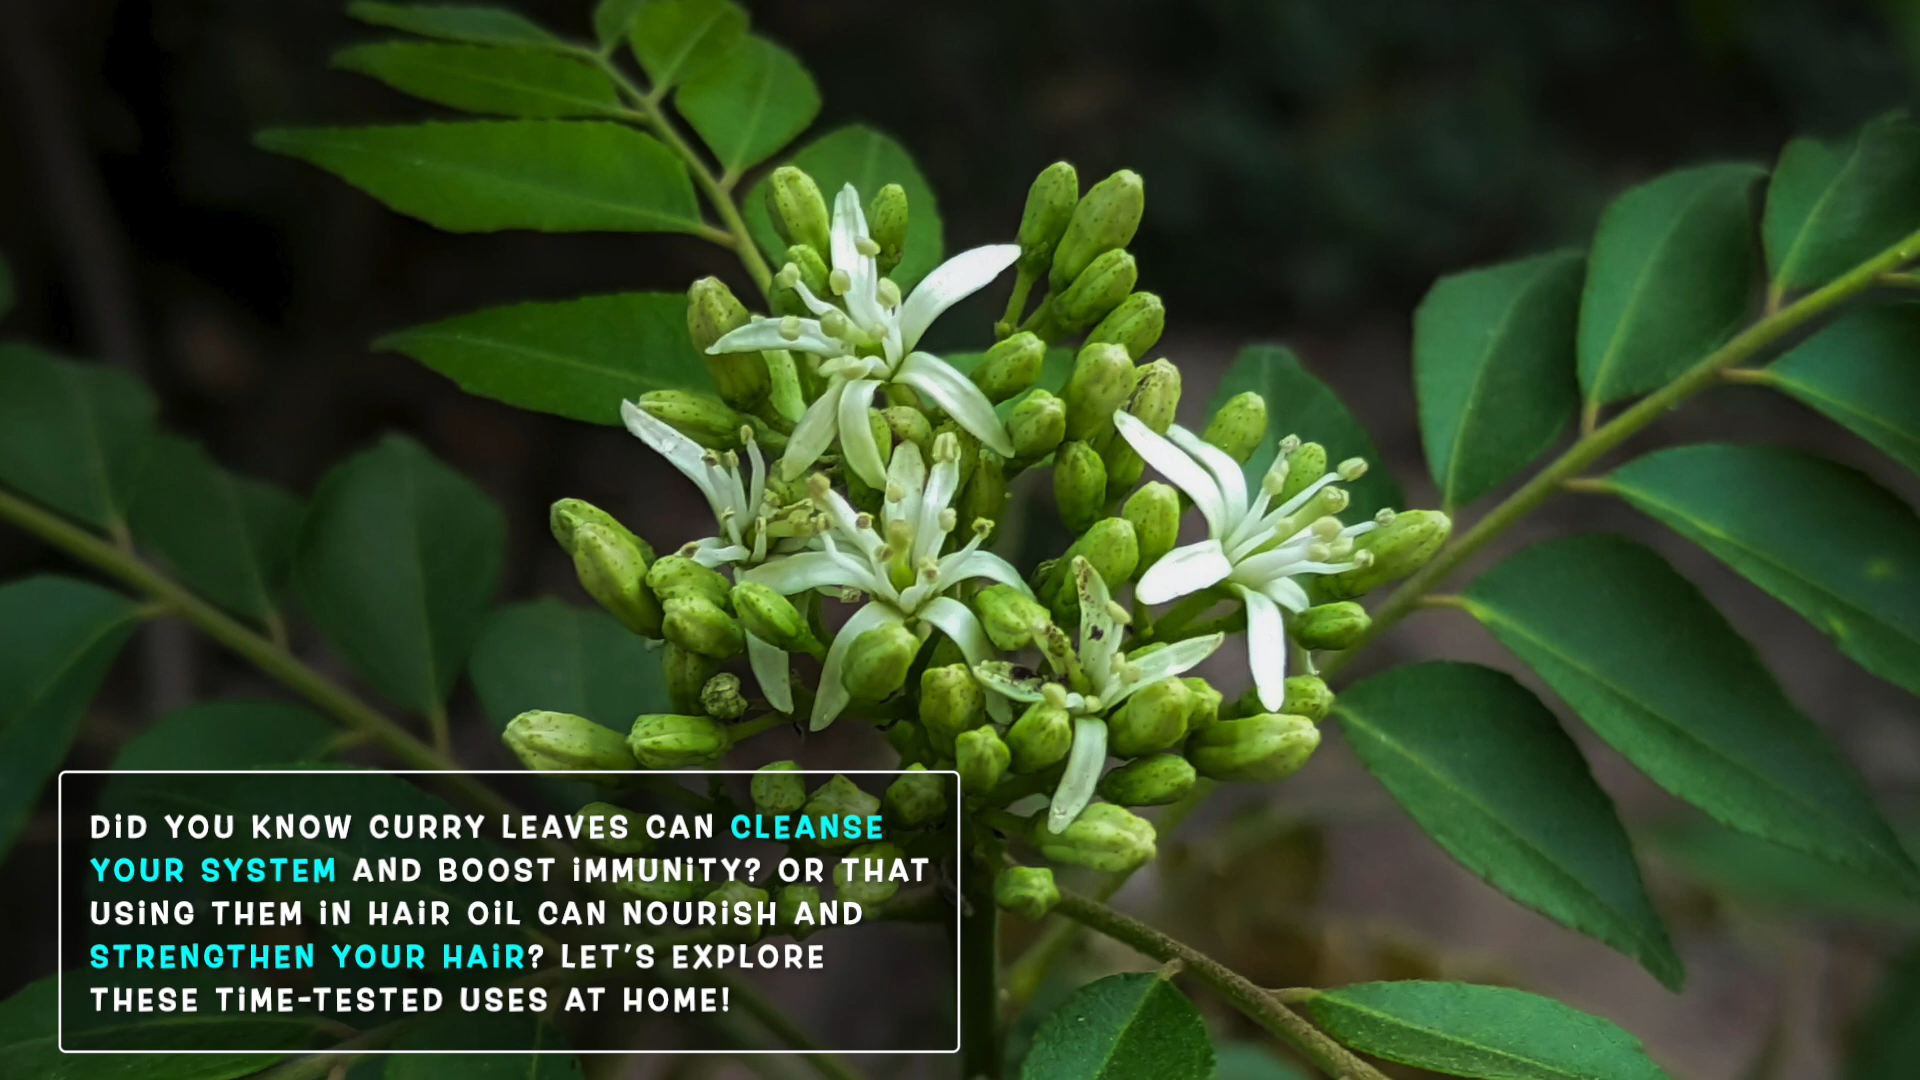 DiD YOU KNOW CURRY LEAVES CAN CLEANSE
YOUR SYSTEM AND BOOST iMMUNiTY? OR THAT
USiNG THEM iN HAiR OiL CAN NOURiSH AND
STRENGTHEN YOUR HAiR? LET'S EXPLORE
THESE TiME-TESTED USES AT HOME!